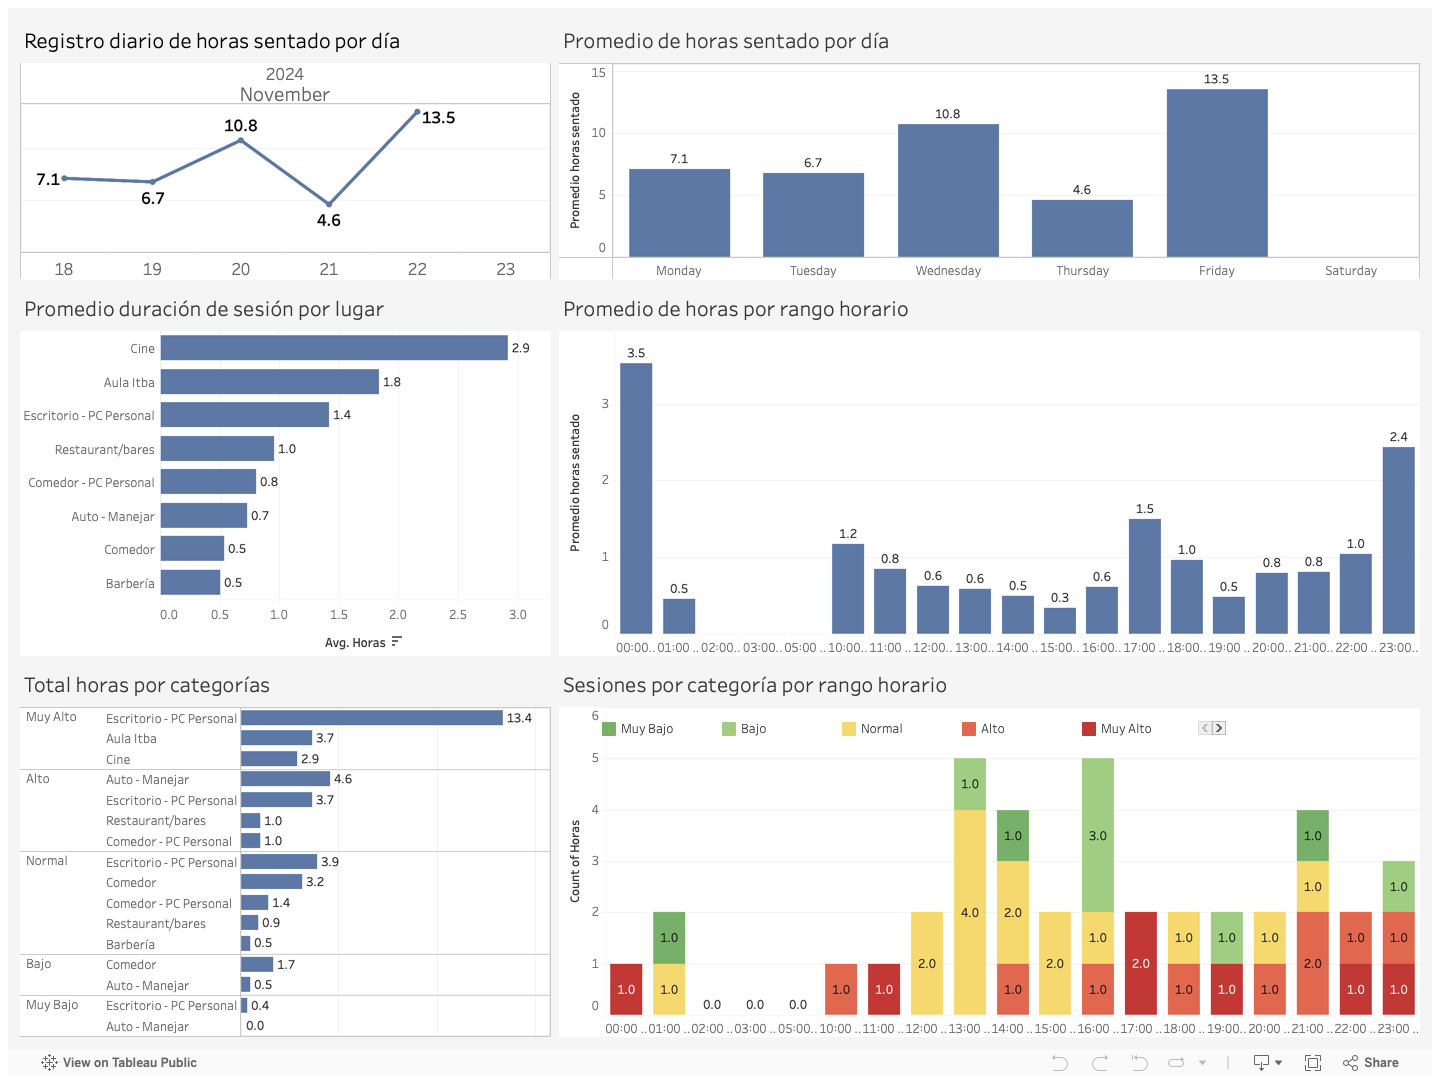 Registro diario de horas sentado por día
2024
November
7.1
6.7
10.8
4.6
13.5
18 19 20 21 22 23
Promedio de horas sentado por día
Promedio horas sentado
15
10
5
0
7.1
6.7
10.8
4.6
13.5
Monday Tuesday Wednesday Thursday Friday Saturday
Promedio duración de sesión por lugar
Cine 2.9
Aula Itba 1.8
Escritorio - PC Personal 1.4
Restaurant/bares 1.0
Comedor - PC Personal 0.8
Auto - Manejar 0.7
Comedor 0.5
Barbería 0.5
0.0 0.5 1.0 1.5 2.0 2.5 3.0
Avg. Horas
Promedio de horas por rango horario
Promedio horas sentado
3
2
1
0
3.5 0.5 1.2 0.8 0.6 0.6 0.5 0.3 0.6 1.5 1.0 0.5 0.8 0.8 1.0 2.4
00:00.. 01:00 .. 02:00.. 03:00.. 05:00 .. 10:00.. 11:00 .. 12:00 .. 13:00.. 14:00 .. 15:00.. 16:00 .. 17:00 .. 18:00.. 19:00 .. 20:00.. 21:00 .. 22:00 .. 23:00..
Total horas por categorías
Muy Alto Escritorio - PC Personal 13.4
Aula Itba 3.7
Cine 2.9
Alto Auto - Manejar 4.6
Escritorio - PC Personal 3.7
Restaurant/bares 1.0
Comedor - PC Personal 1.0
Normal Escritorio - PC Personal 3.9
Comedor 3.2
Comedor - PC Personal 1.4
Restaurant/bares 0.9
Barbería 0.5
Bajo Comedor 1.7
Auto - Manejar 0.5
Muy Bajo Escritorio - PC Personal 0.4
Auto - Manejar 0.0
Sesiones por categoría por rango horario
Muy Bajo Bajo Normal Alto Muy Alto
Count of Horas
6
5
4
3
2
1
0
1.0
1.0 1.0
0.0
0.0
0.0
1.0
1.0
2.0
1.0 4.0
1.0 2.0 1.0
2.0
3.0 1.0 1.0
2.0
1.0 1.0
1.0 1.0
1.0 1.0
1.0 1.0 2.0
1.0 1.0
1.0 1.0 1.0
00:00 .. 01:00 .. 02:00 .. 03:00 .. 05:00.. 10:00 .. 11:00 .. 12:00 .. 13:00 .. 14:00 .. 15:00 .. 16:00 .. 17:00 .. 18:00 .. 19:00 .. 20:00 .. 21:00 .. 22:00 .. 23:00 ..
View on Tableau Public
Share